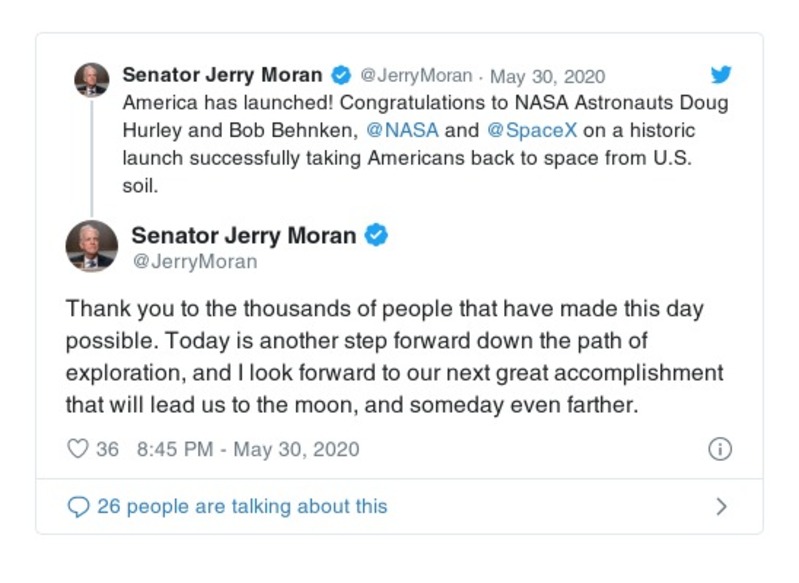 Senator Jerry Moran @JerryMoran · May 30, 2020
America has launched! Congratulations to NASA Astronauts Doug
Hurley and Bob Behnken, @NASA and @SpaceX on a historic
launch successfully taking Americans back to space from U.S.
soil.
Senator Jerry Moran
@JerryMoran
Thank you to the thousands of people that have made this day
possible. Today is another step forward down the path of
exploration, and I look forward to our next great accomplishment
that will lead us to the moon, and someday even farther.
36 8:45 PM - May 30, 2020
26 people are talking about this